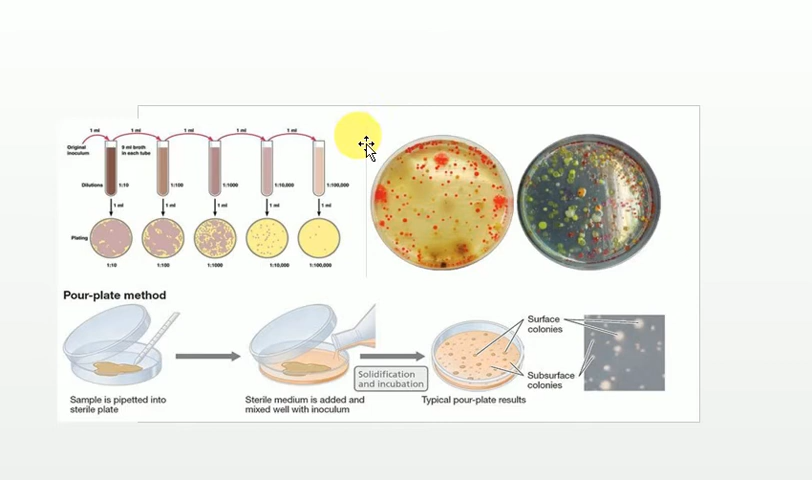 1 ml 1 ml 1 ml 1 ml 1 ml
Original
inoculum
9 ml broth
in each tube
Dilutions 1:10 1:100 1:1000 1:10,000 1:100,000
1 ml 1 ml 1 ml 1 ml 1 ml
Plating
1:10 1:100 1:1000 1:10,000 1:100,000
Pour-plate method
Surface
colonies
Solidification
and incubation
Subsurface
colonies
Sample is pipetted into
sterile plate
Sterile medium is added and
mixed well with inoculum
Typical pour-plate results